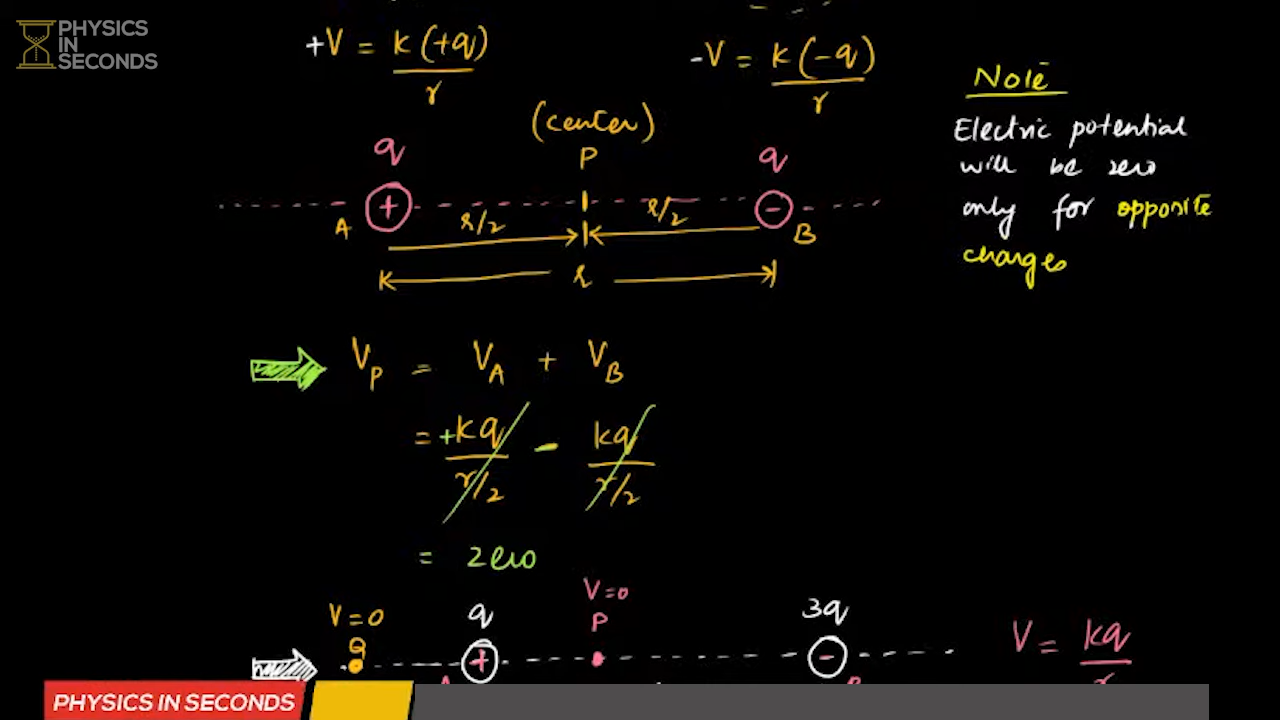 PHYSICS
IN
SECONDS
+V = k(+q)
r
-V = k(-q)
r
Note
Electric potential
will be zero
only for opposite
charges
(center)
P
q
q
+
-
A
B
r/2
r/2
r
Vp = VA + VB
= +kq - kq
r/2 r/2
= zero
V=0
Q
q
+
V=0
P
3q
-
V = kq
PHYSICS IN SECONDS